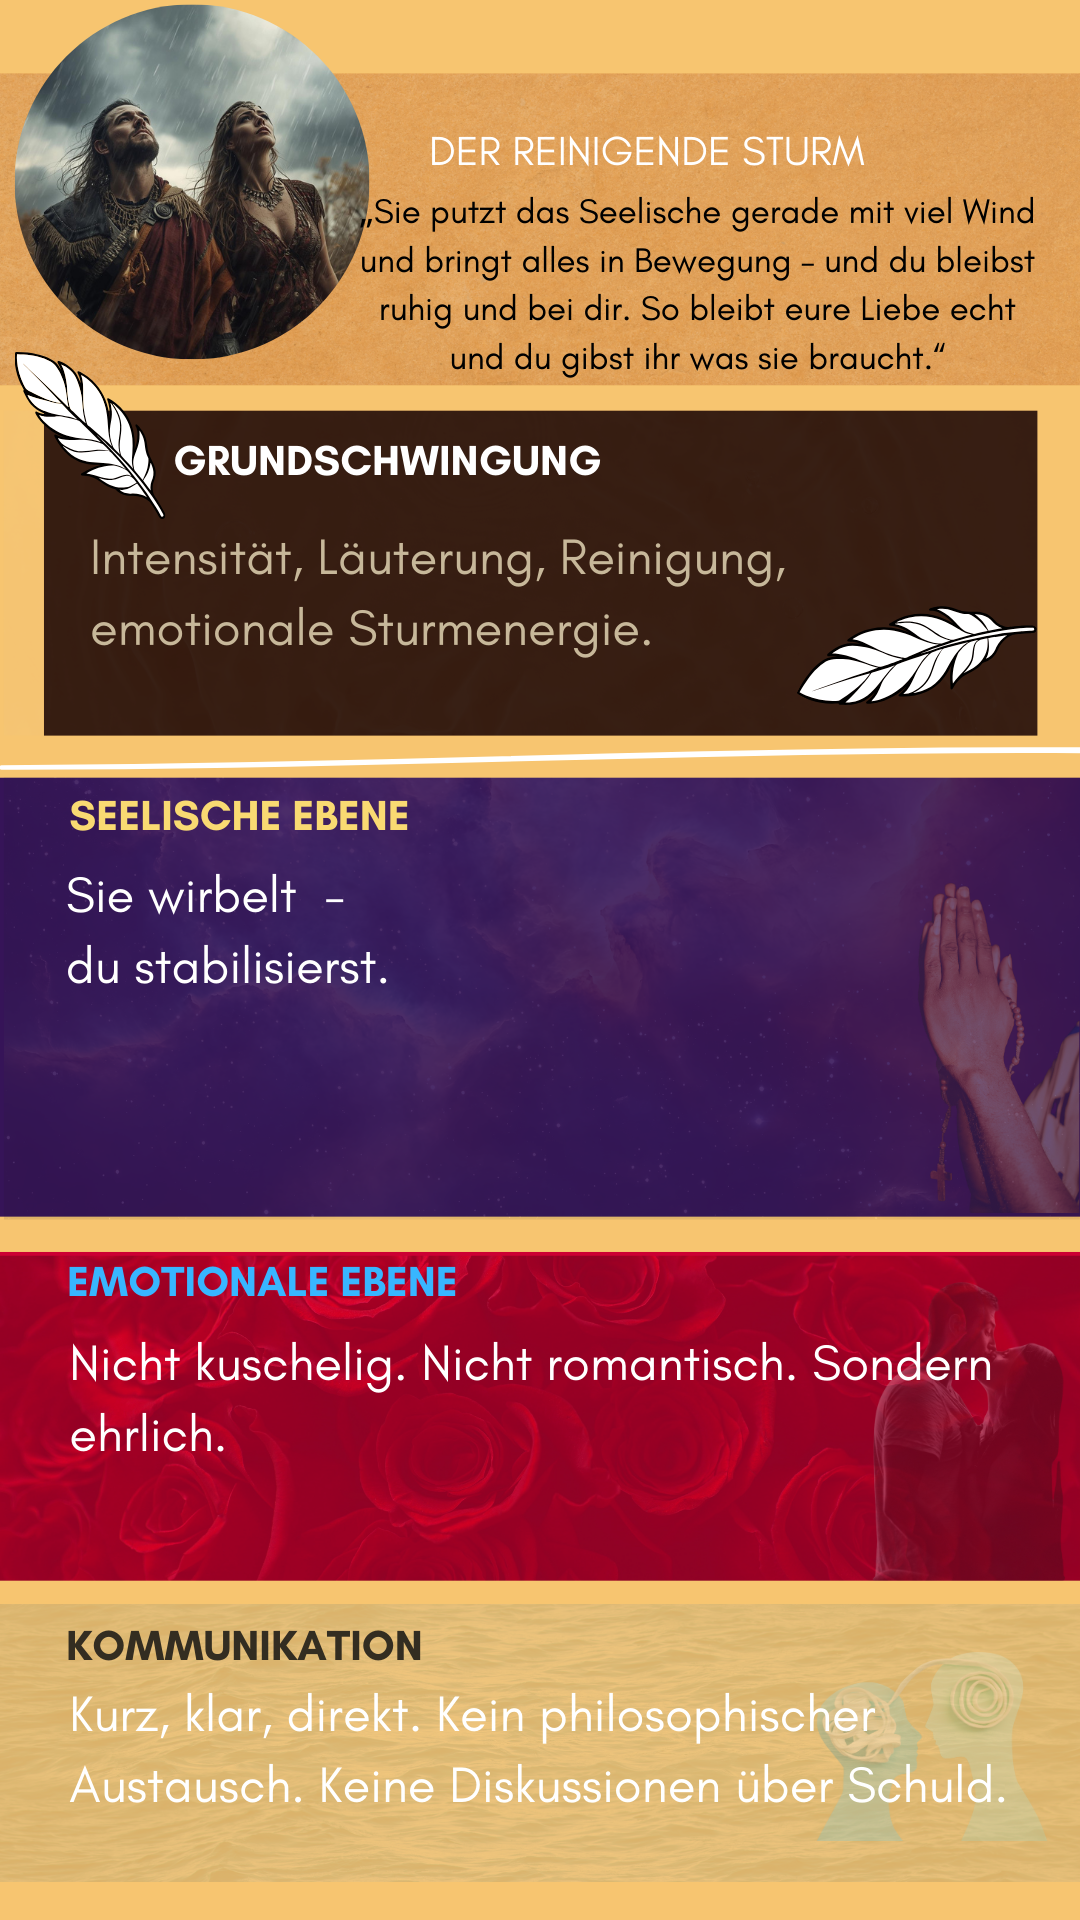 DER REINIGENDE STURM
„Sie putzt das Seelische gerade mit viel Wind
und bringt alles in Bewegung – und du bleibst
ruhig und bei dir. So bleibt eure Liebe echt
und du gibst ihr was sie braucht.“
GRUNDSCHWINGUNG
Intensität, Läuterung, Reinigung,
emotionale Sturmenergie.
SEELISCHE EBENE
Sie wirbelt –
du stabilisierst.
EMOTIONALE EBENE
Nicht kuschelig. Nicht romantisch. Sondern
ehrlich.
KOMMUNIKATION
Kurz, klar, direkt. Kein philosophischer
Austausch. Keine Diskussionen über Schuld.